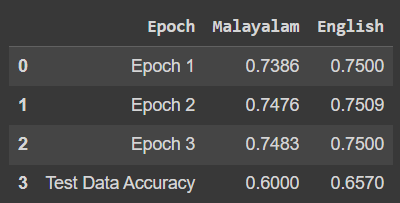 Epoch Malayalam English
0 Epoch 1 0.7386 0.7500
1 Epoch 2 0.7476 0.7509
2 Epoch 3 0.7483 0.7500
3 Test Data Accuracy 0.6000 0.6570